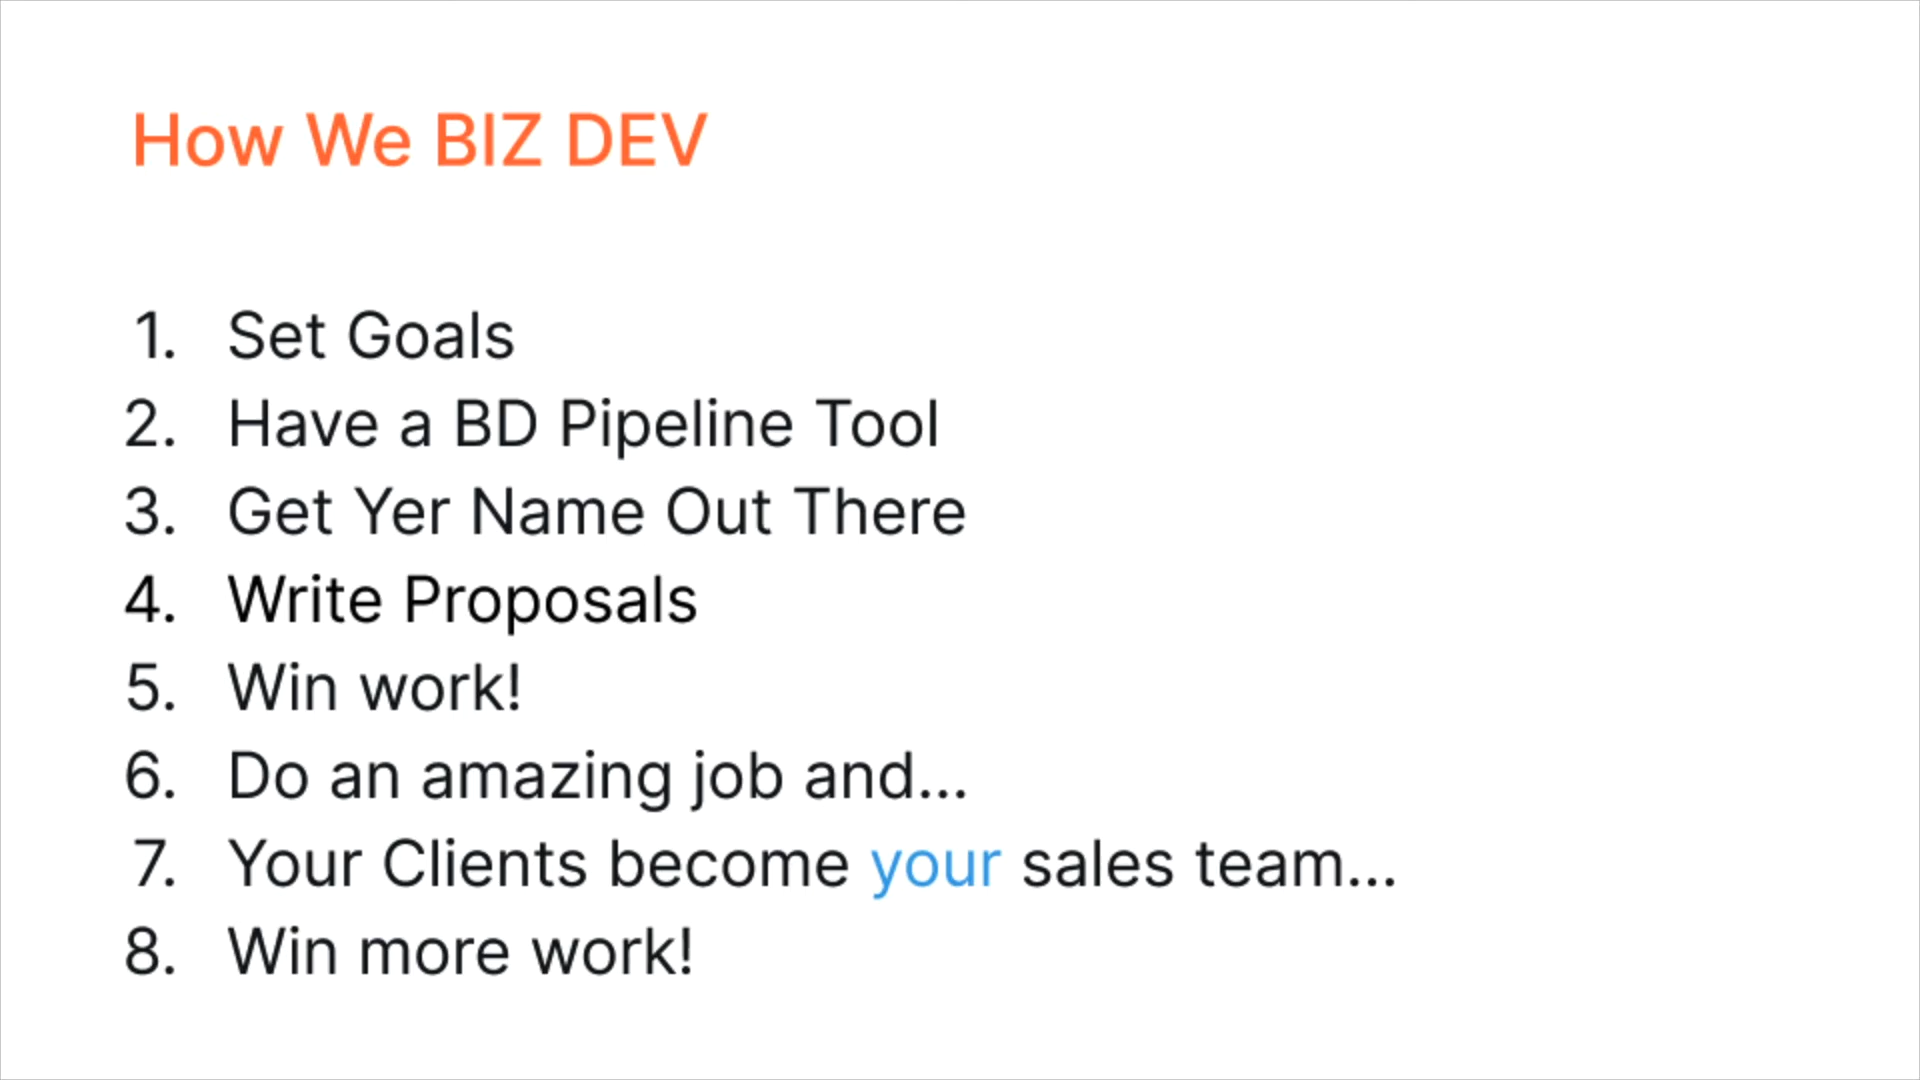 How We BIZ DEV
1. Set Goals
2. Have a BD Pipeline Tool
3. Get Yer Name Out There
4. Write Proposals
5. Win work!
6. Do an amazing job and...
7. Your Clients become your sales team...
8. Win more work!